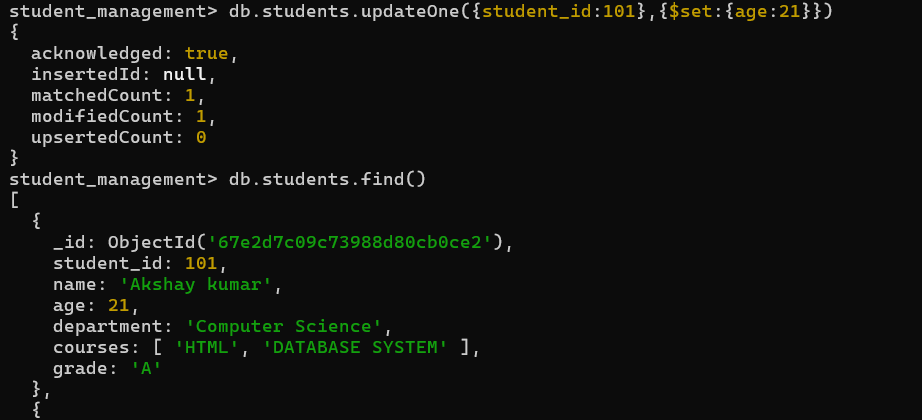 student_management> db.students.updateOne({student_id:101},{$set:{age:21}})
{
  acknowledged: true,
  insertedId: null,
  matchedCount: 1,
  modifiedCount: 1,
  upsertedCount: 0
}
student_management> db.students.find()
[
  {
    _id: ObjectId('67e2d7c09c73988d80cb0ce2'),
    student_id: 101,
    name: 'Akshay kumar',
    age: 21,
    department: 'Computer Science',
    courses: [ 'HTML', 'DATABASE SYSTEM' ],
    grade: 'A'
  },
  {